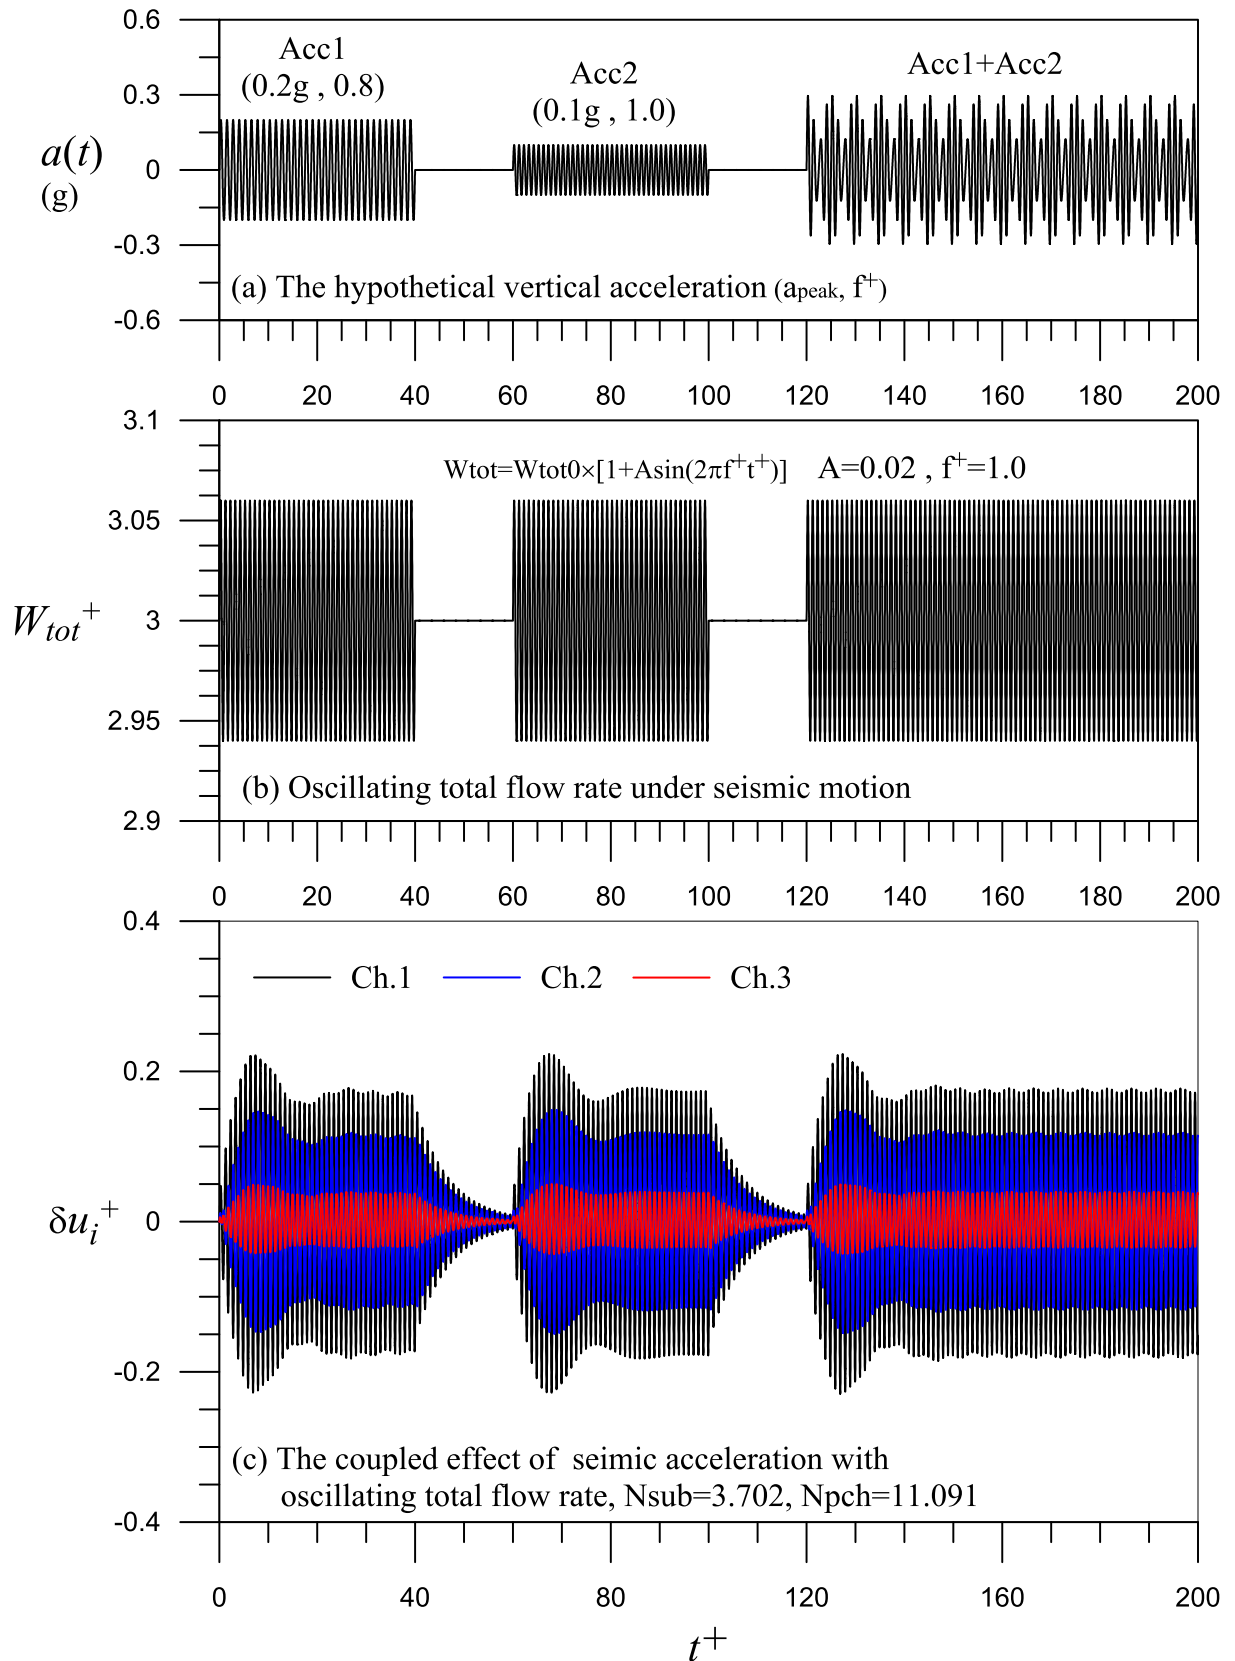 0.6
Acc1
(0.2g , 0.8)
Acc2
(0.1g , 1.0)
Acc1+Acc2
0.3
a(t)
(g)
0
-0.3
(a) The hypothetical vertical acceleration (apeak, f+)
-0.6
0 20 40 60 80 100 120 140 160 180 200
3.1
Wtot=Wtot0×[1+Asin(2πf+t+)] A=0.02 , f+=1.0
3.05
Wtot+
3
2.95
(b) Oscillating total flow rate under seismic motion
2.9
0 20 40 60 80 100 120 140 160 180 200
0.4
Ch.1 Ch.2 Ch.3
0.2
δui+
0
-0.2
(c) The coupled effect of seimic acceleration with
oscillating total flow rate, Nsub=3.702, Npch=11.091
-0.4
0 40 80 120 160 200
t+